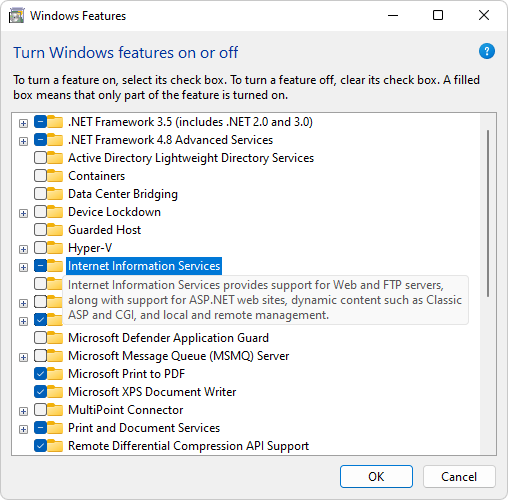 Windows Features
Turn Windows features on or off
?
To turn a feature on, select its check box. To turn a feature off, clear its check box. A filled
box means that only part of the feature is turned on.
.NET Framework 3.5 (includes .NET 2.0 and 3.0)
.NET Framework 4.8 Advanced Services
Active Directory Lightweight Directory Services
Containers
Data Center Bridging
Device Lockdown
Guarded Host
Hyper-V
Internet Information Services
Internet Information Services provides support for Web and FTP servers,
along with support for ASP.NET web sites, dynamic content such as Classic
ASP and CGI, and local and remote management.
Microsoft Defender Application Guard
Microsoft Message Queue (MSMQ) Server
Microsoft Print to PDF
Microsoft XPS Document Writer
MultiPoint Connector
Print and Document Services
Remote Differential Compression API Support
OK
Cancel